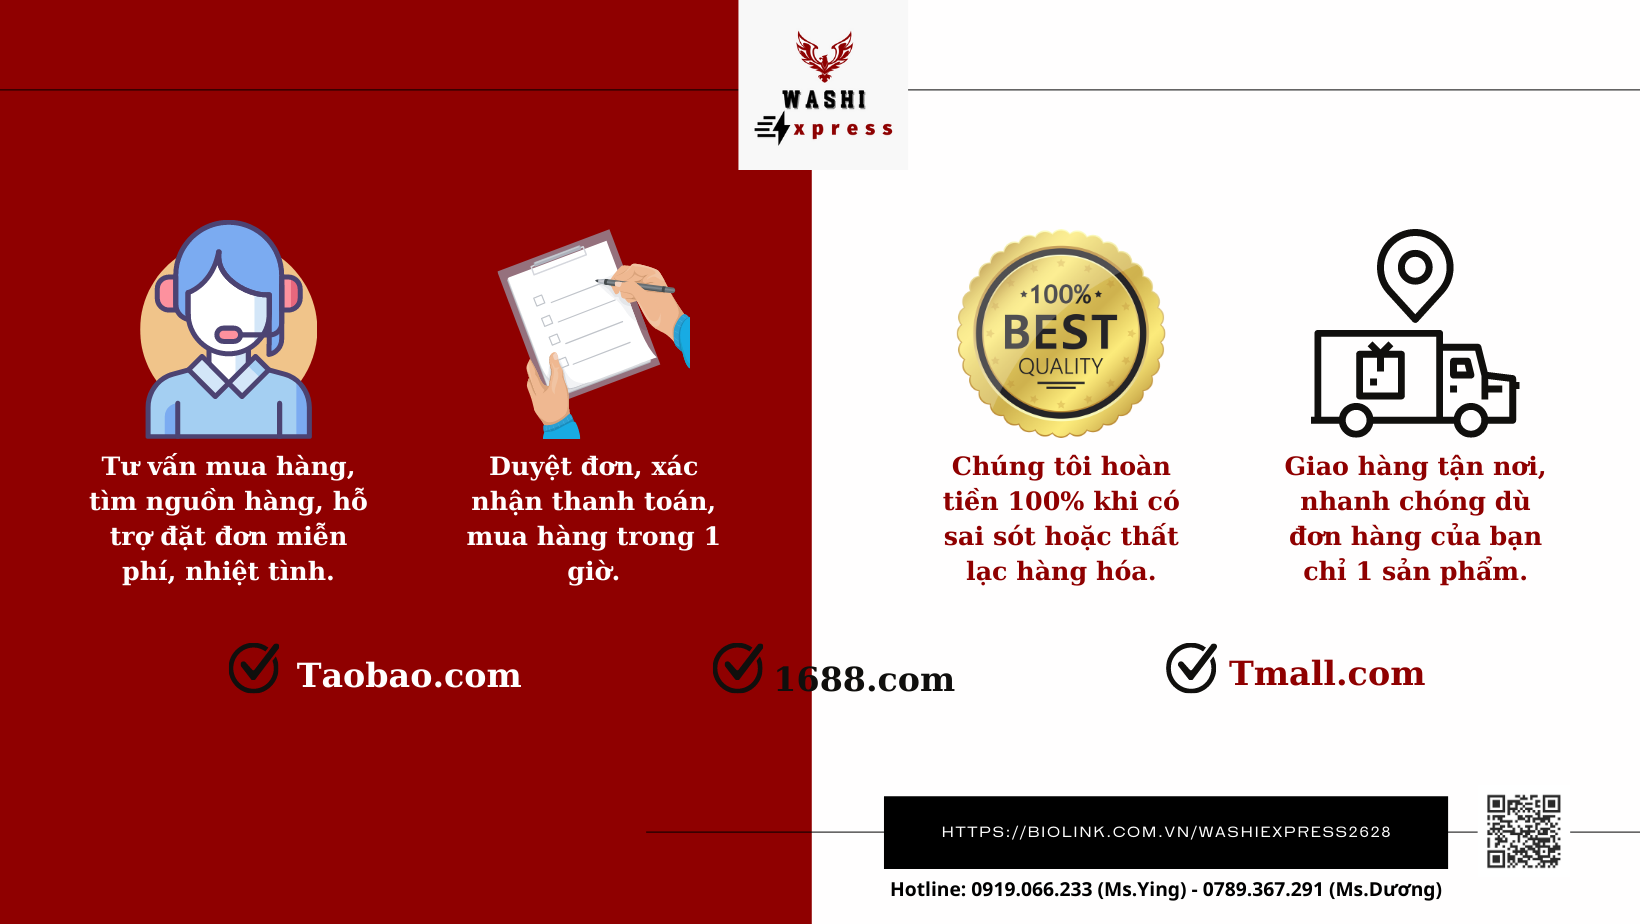 WASHI
xpress
Tư vấn mua hàng,
tìm nguồn hàng, hỗ
trợ đặt đơn miễn
phí, nhiệt tình.
Duyệt đơn, xác
nhận thanh toán,
mua hàng trong 1
giờ.
100%
BEST
QUALITY
Chúng tôi hoàn
tiền 100% khi có
sai sót hoặc thất
lạc hàng hóa.
Giao hàng tận nơi,
nhanh chóng dù
đơn hàng của bạn
chỉ 1 sản phẩm.
Taobao.com
1688.com
Tmall.com
HTTPS://BIOLINK.COM.VN/WASHIEXPRESS2628
Hotline: 0919.066.233 (Ms.Ying) - 0789.367.291 (Ms.Dương)